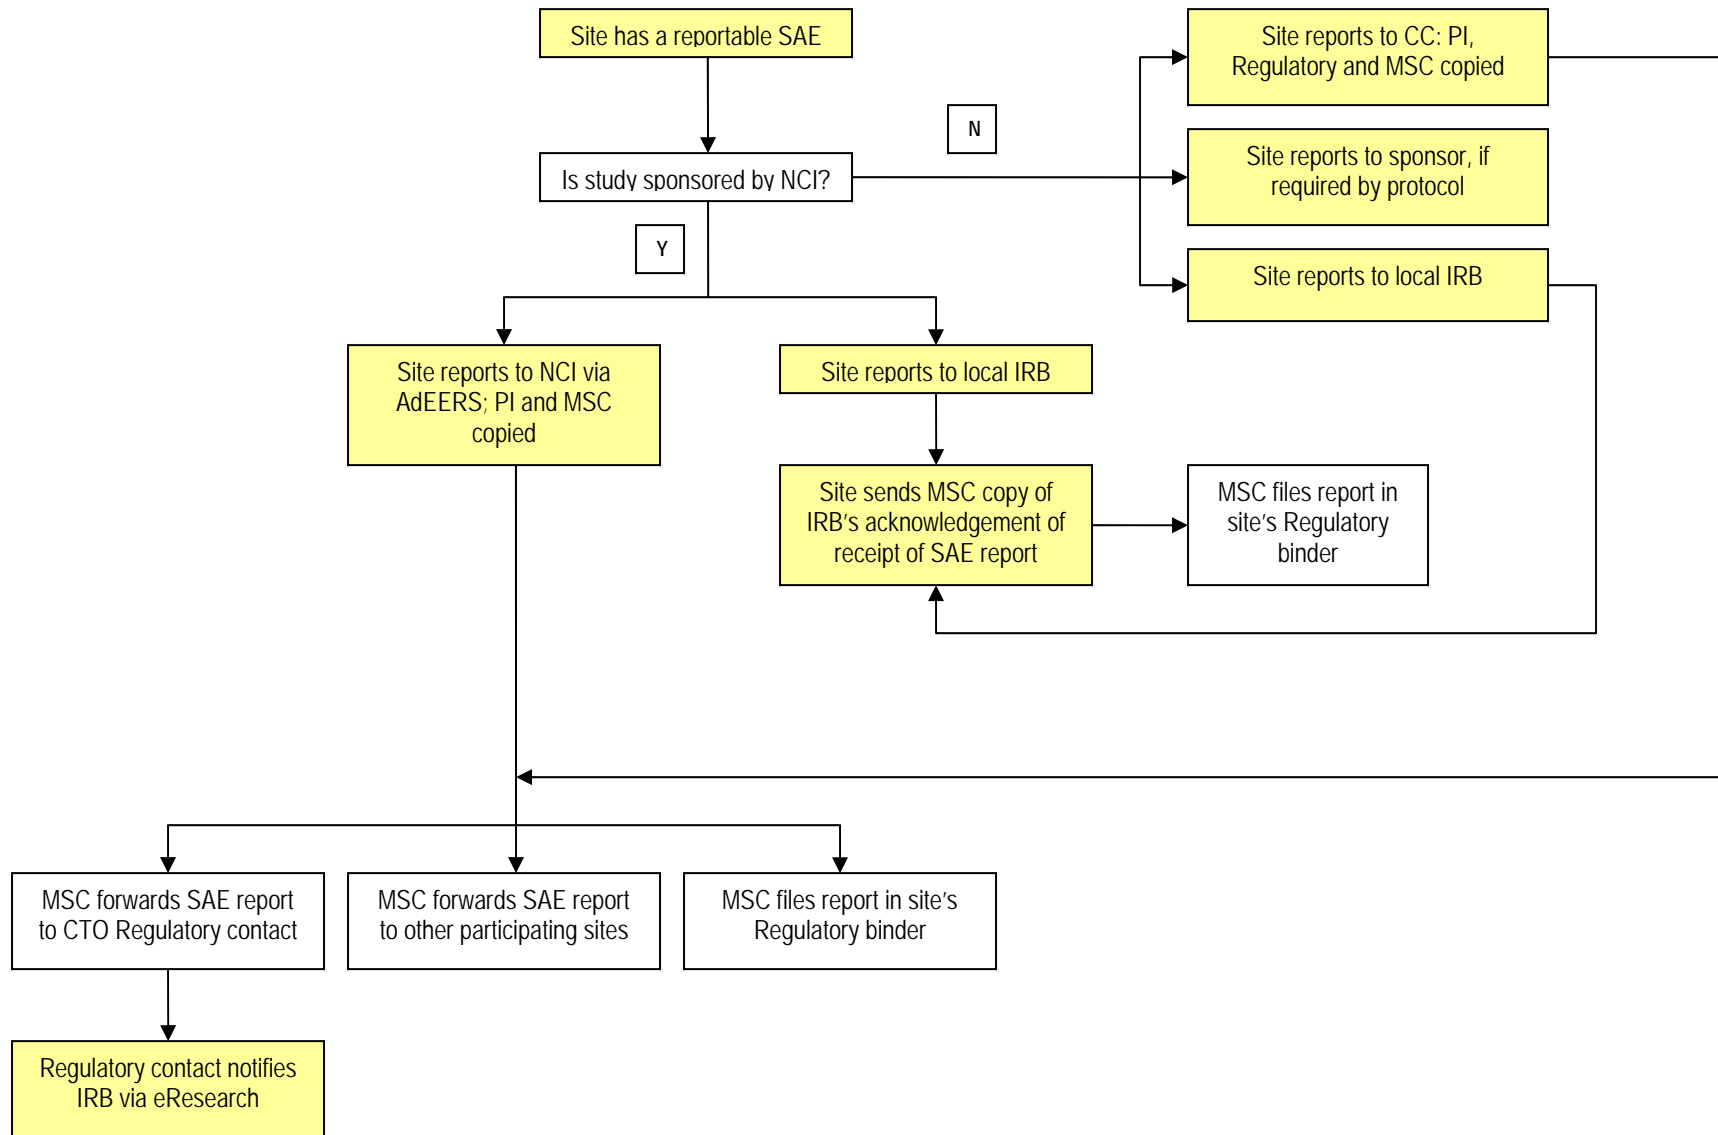 Site has a reportable SAE
Site reports to CC: PI,
Regulatory and MSC copied
N
Site reports to sponsor, if
required by protocol
Is study sponsored by NCI?
Y
Site reports to local IRB
Site reports to NCI via
AdEERS; PI and MSC
copied
Site reports to local IRB
Site sends MSC copy of
IRB's acknowledgement of
receipt of SAE report
MSC files report in
site's Regulatory
binder
MSC forwards SAE report
to CTO Regulatory contact
MSC forwards SAE report
to other participating sites
MSC files report in site's
Regulatory binder
Regulatory contact notifies
IRB via eResearch